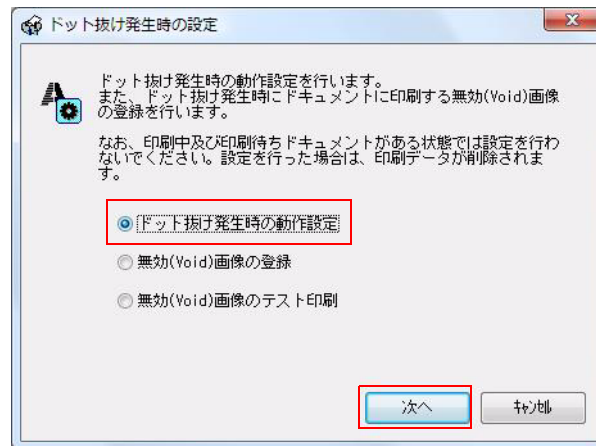 ドット抜け発生時の設定
ドット抜け発生時の動作設定を行います。
また、ドット抜け発生時にドキュメントに印刷する無効(Void)画像
の登録を行います。
なお、印刷中及び印刷待ちドキュメントがある状態では設定を行わ
ないでください。設定を行った場合は、印刷データが削除されま
す。
ドット抜け発生時の動作設定
無効(Void)画像の登録
無効(Void)画像のテスト印刷
次へ
キャンセル